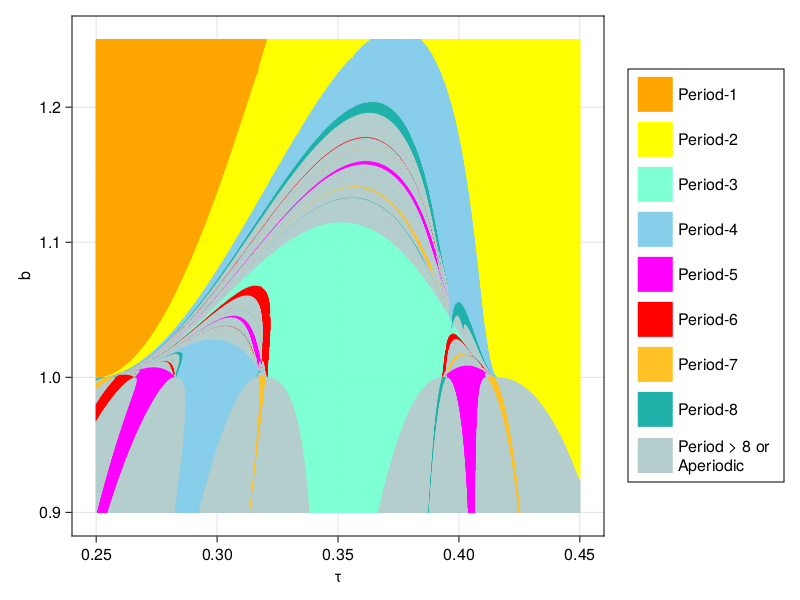 1.2
1.1
1.0
0.9
b
0.25
0.30
0.35
0.40
0.45
τ
Period-1
Period-2
Period-3
Period-4
Period-5
Period-6
Period-7
Period-8
Period > 8 or
Aperiodic